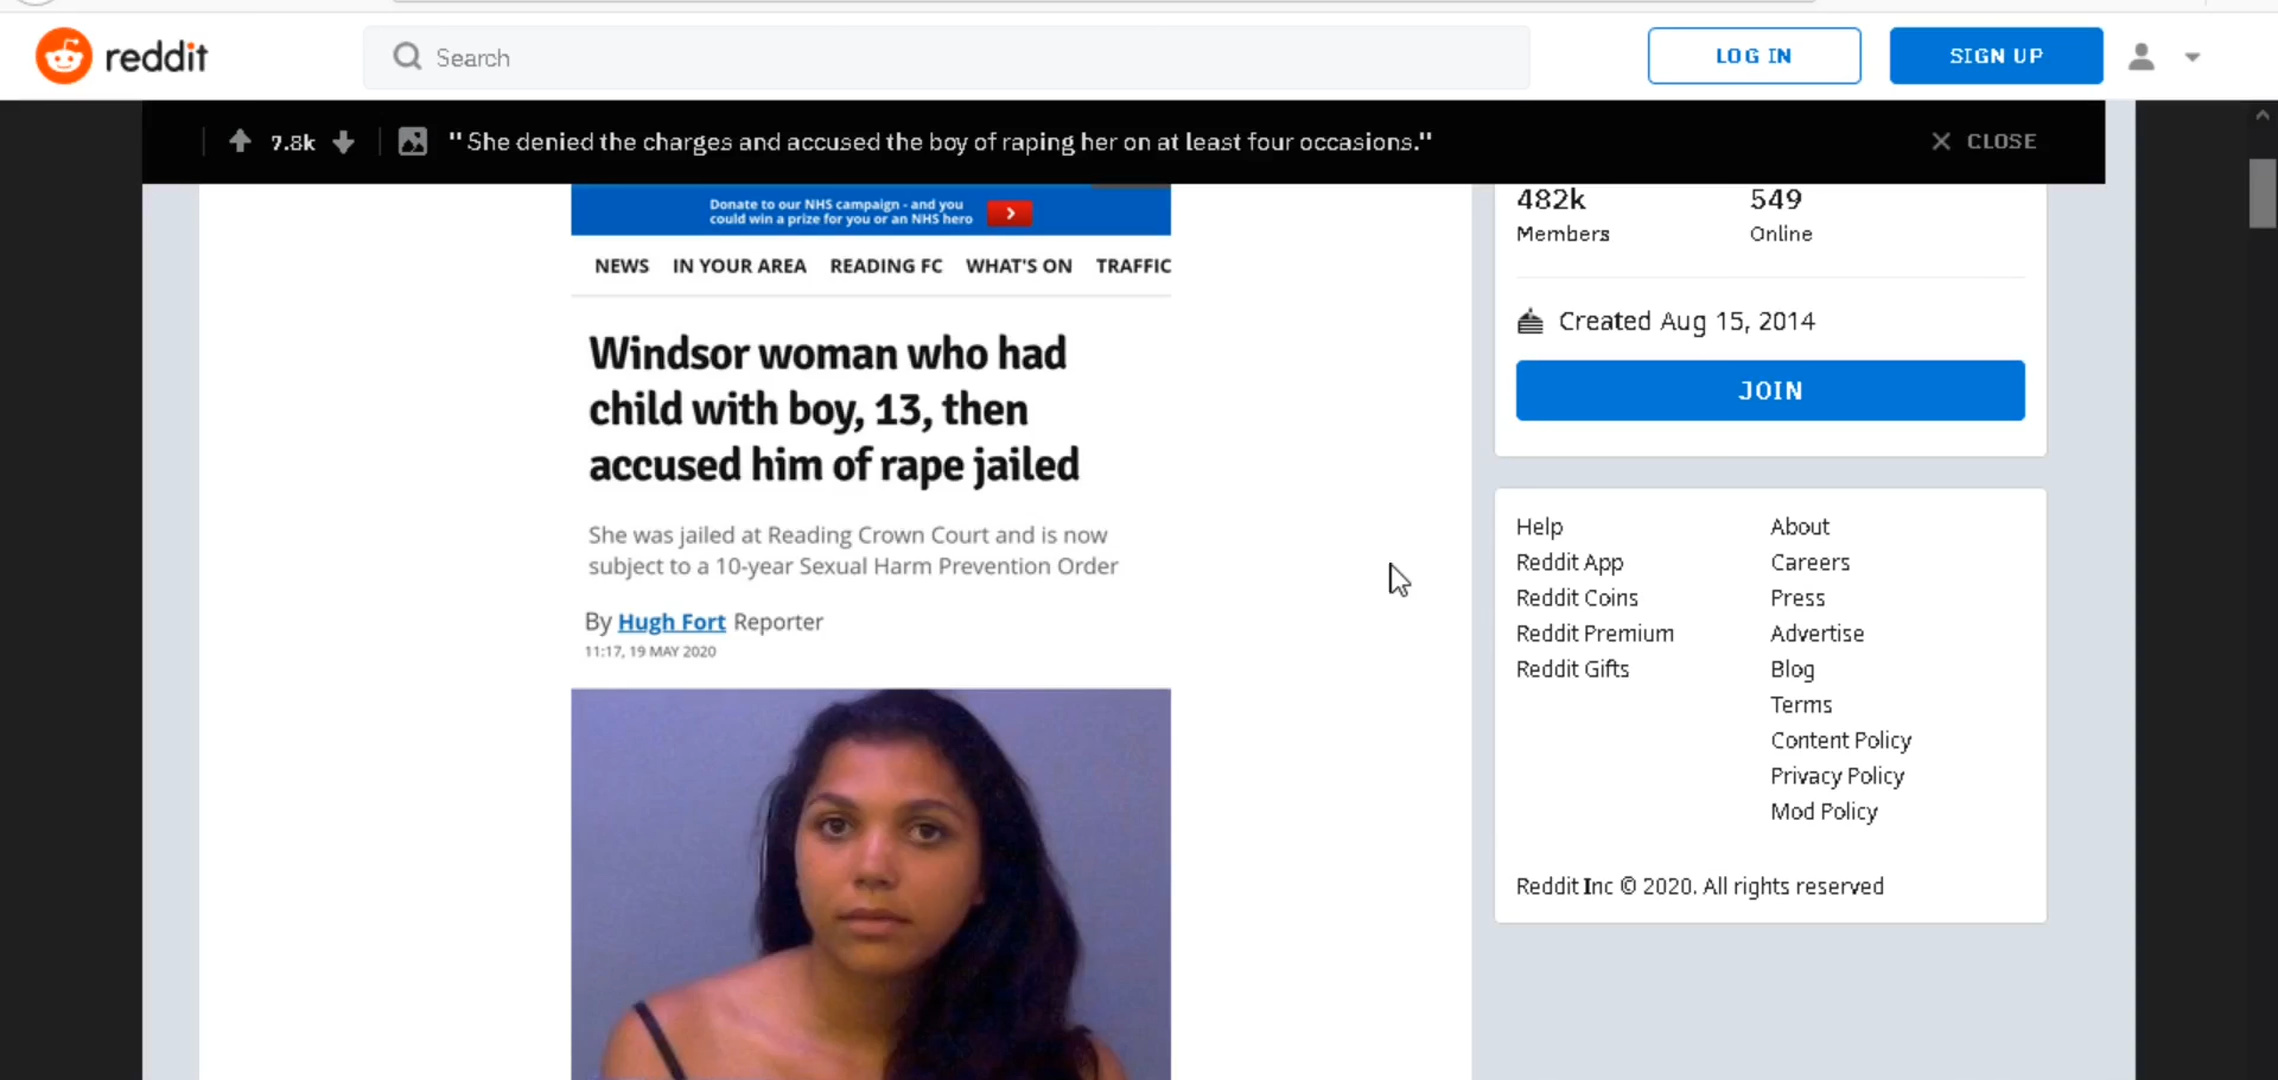 reddit
Search
LOG IN
SIGN UP
7.8k
" She denied the charges and accused the boy of raping her on at least four occasions."
CLOSE
Donate to our NHS campaign - and you
could win a prize for you or an NHS hero
NEWS IN YOUR AREA READING FC WHAT'S ON TRAFFIC
Windsor woman who had
child with boy, 13, then
accused him of rape jailed
She was jailed at Reading Crown Court and is now
subject to a 10-year Sexual Harm Prevention Order
By Hugh Fort Reporter
11:17, 19 MAY 2020
482k 549
Members Online
Created Aug 15, 2014
JOIN
Help About
Reddit App Careers
Reddit Coins Press
Reddit Premium Advertise
Reddit Gifts Blog
Terms
Content Policy
Privacy Policy
Mod Policy
Reddit Inc © 2020. All rights reserved